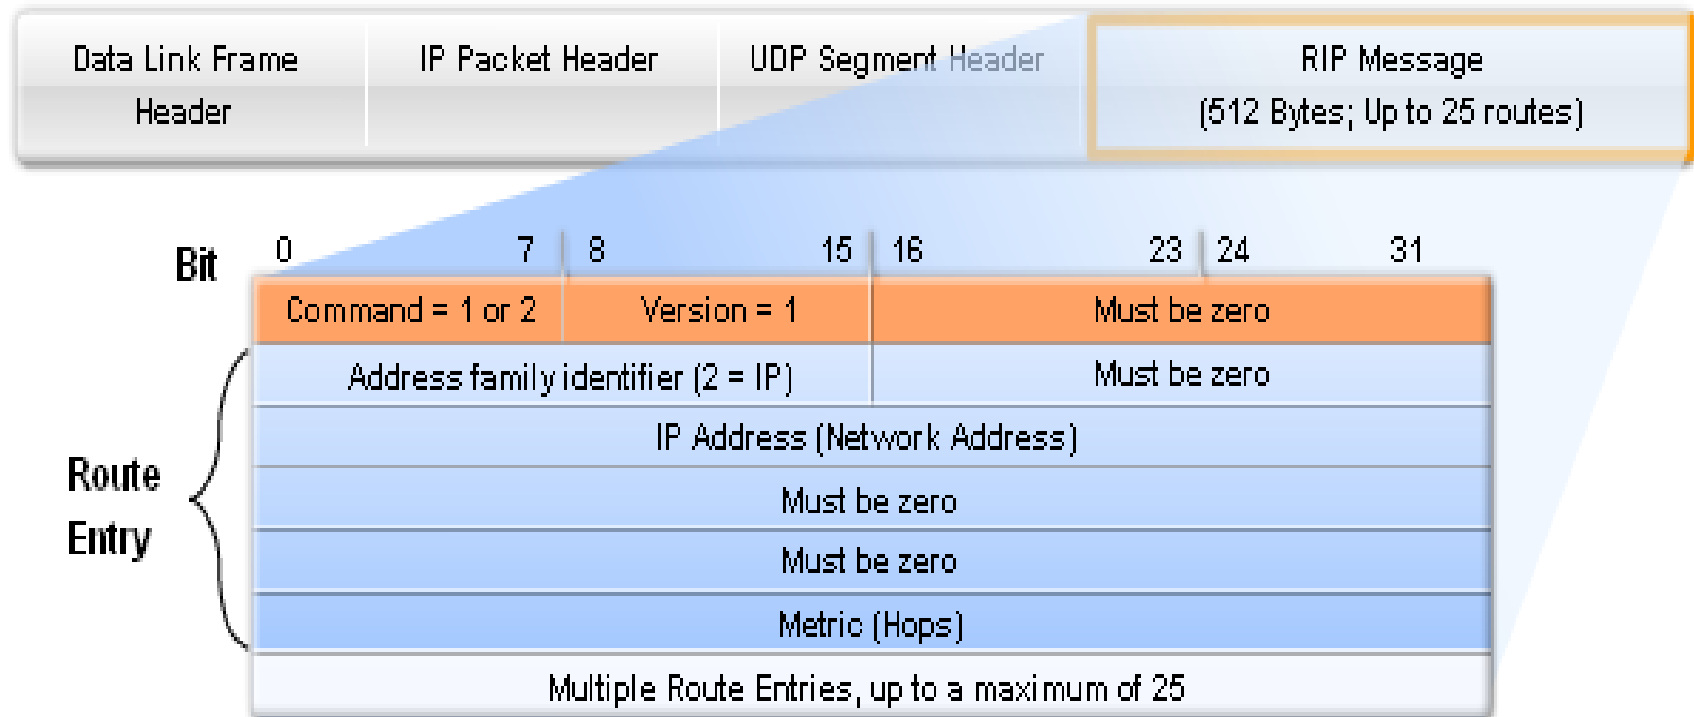 Data Link Frame
Header
IP Packet Header
UDP Segment Header
RIP Message
(512 Bytes; Up to 25 routes)
Bit
0 7 8 15 16 23 24 31
Command = 1 or 2 Version = 1 Must be zero
Address family identifier (2 = IP) Must be zero
IP Address (Network Address)
Must be zero
Must be zero
Metric (Hops)
Route
Entry
Multiple Route Entries, up to a maximum of 25